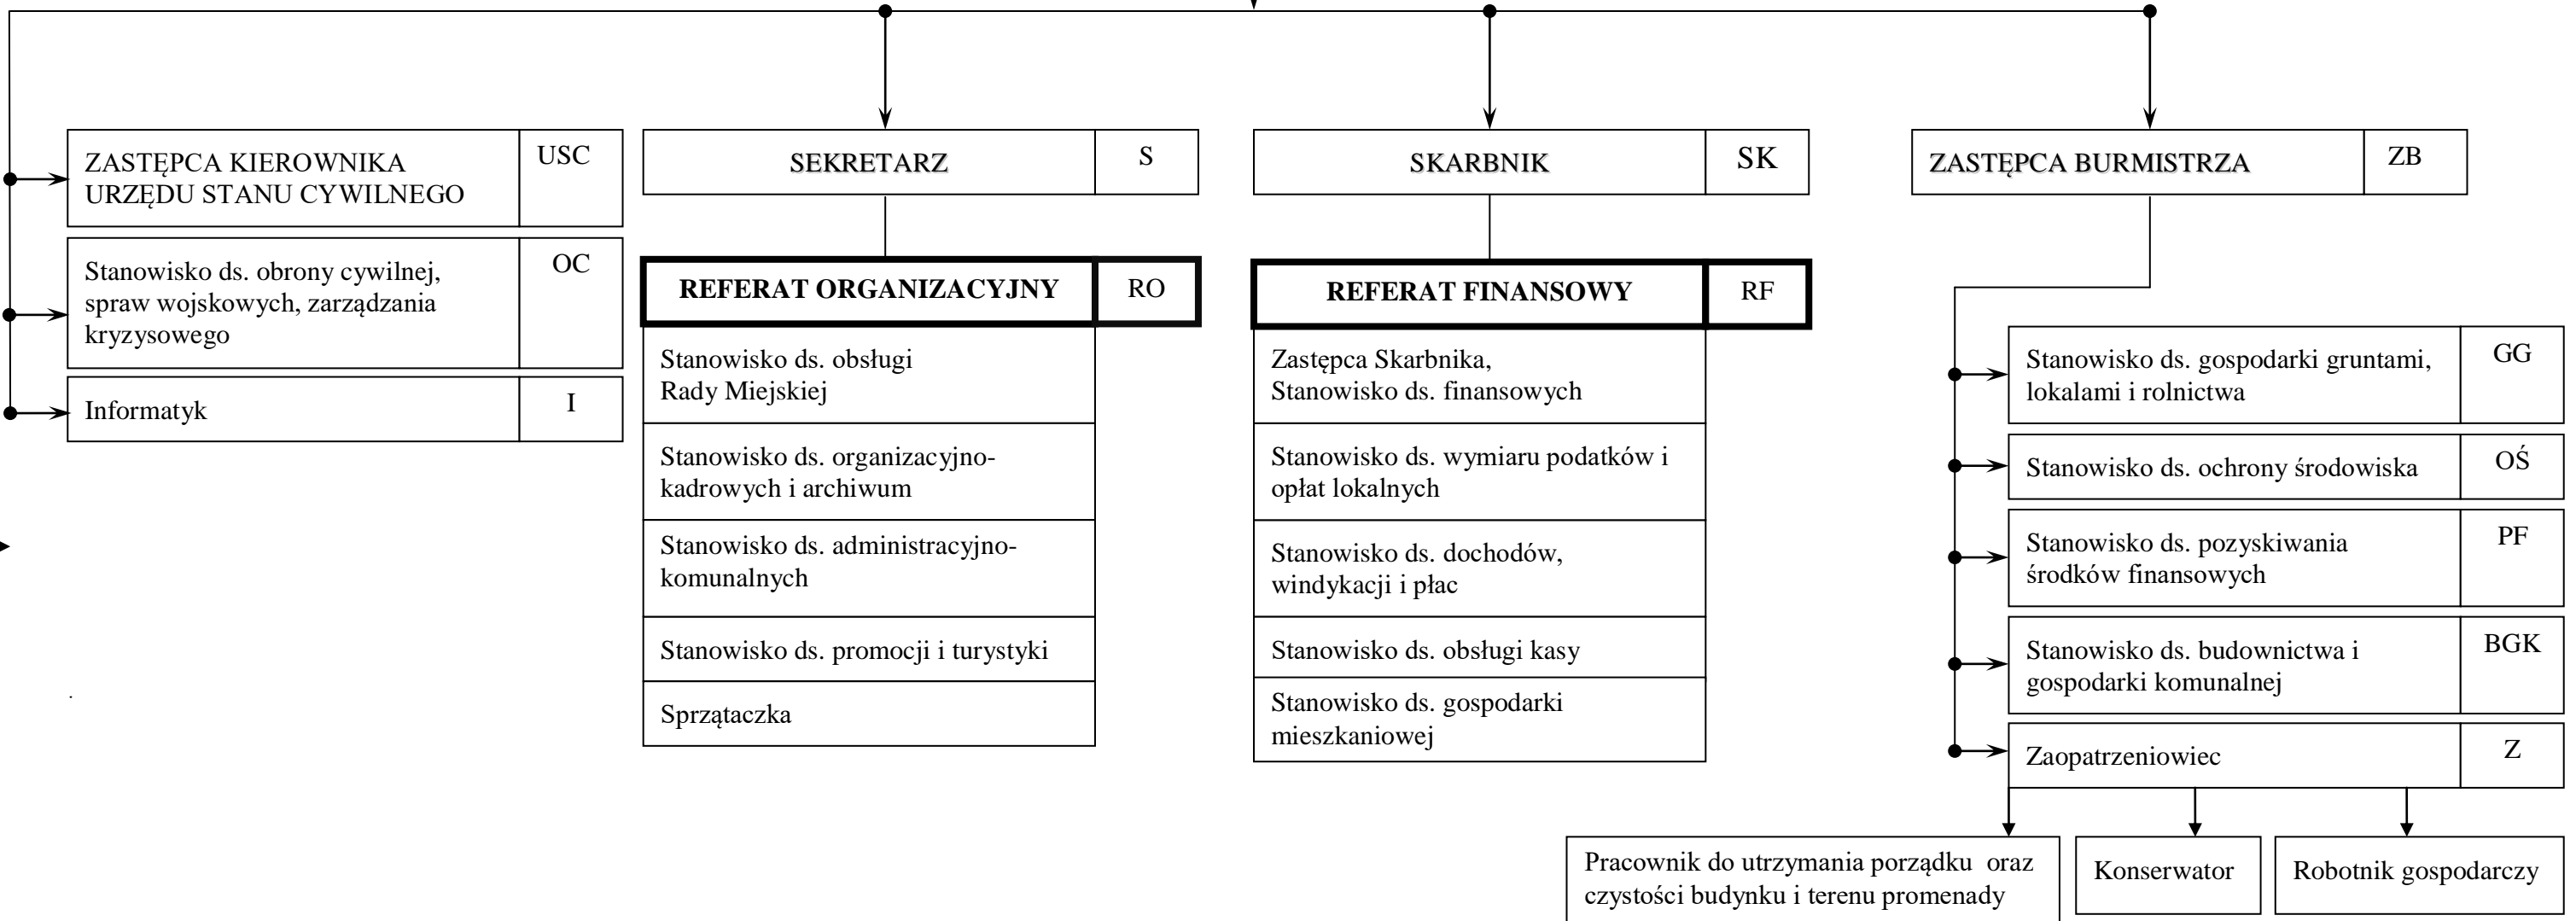 ZASTĘPCA KIEROWNIKA
URZĘDU STANU CYWILNEGO
USC
Stanowisko ds. obrony cywilnej,
spraw wojskowych, zarządzania
kryzysowego
OC
Informatyk
I
SEKRETARZ
S
REFERAT ORGANIZACYJNY
RO
Stanowisko ds. obsługi
Rady Miejskiej
Stanowisko ds. organizacyjno-
kadrowych i archiwum
Stanowisko ds. administracyjno-
komunalnych
Stanowisko ds. promocji i turystyki
Sprzątaczka
SKARBNIK
SK
REFERAT FINANSOWY
RF
Zastępca Skarbnika,
Stanowisko ds. finansowych
Stanowisko ds. wymiaru podatków i
opłat lokalnych
Stanowisko ds. dochodów,
windykacji i płac
Stanowisko ds. obsługi kasy
Stanowisko ds. gospodarki
mieszkaniowej
ZASTĘPCA BURMISTRZA
ZB
Stanowisko ds. gospodarki gruntami,
lokalami i rolnictwa
GG
Stanowisko ds. ochrony środowiska
OŚ
Stanowisko ds. pozyskiwania
środków finansowych
PF
Stanowisko ds. budownictwa i
gospodarki komunalnej
BGK
Zaopatrzeniowiec
Z
Pracownik do utrzymania porządku oraz
czystości budynku i terenu promenady
Konserwator
Robotnik gospodarczy